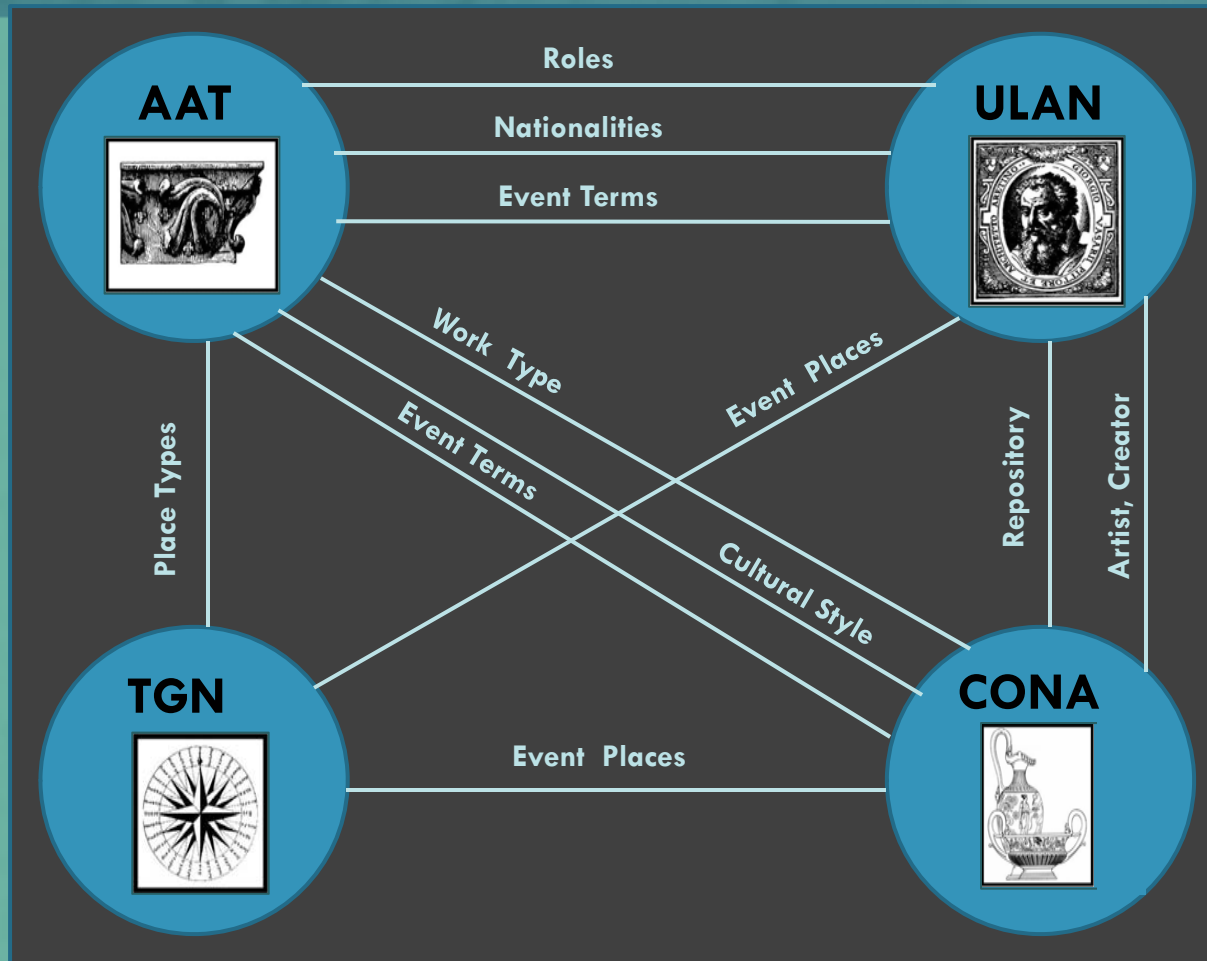 AAT
Roles
ULAN
Nationalities
Event Terms
GIORGIO
Work Type
Event Places
Event Terms
Place Types
Repository
Artist, Creator
Cultural Style
TGN
CONA
Event Places